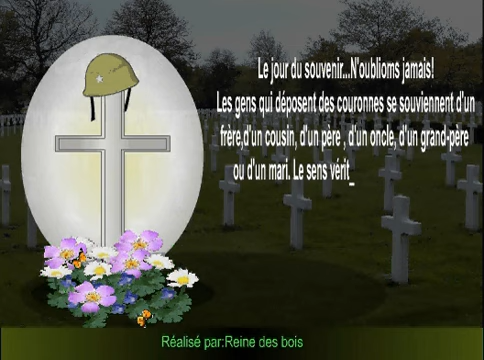 Le jour du souvenir...N'oublioms jamais!
Les gens qui déposent des couronnes se souviennent d'un
frère,d'un cousin, d'un père , d'un oncle, d'un grand-père
ou d'un mari. Le sens vérit_
Réalisé par:Reine des bois